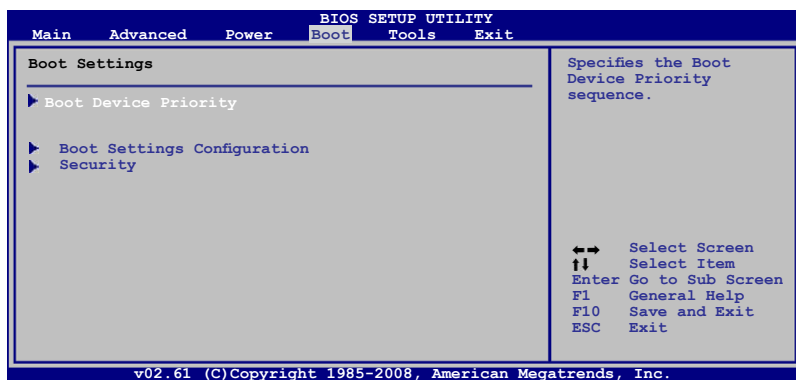 BIOS SETUP UTILITY
Main Advanced Power Boot Tools Exit
Boot Settings
Boot Device Priority
Boot Settings Configuration
Security
Specifies the Boot
Device Priority
sequence.
←→ Select Screen
↑↓ Select Item
Enter Go to Sub Screen
F1 General Help
F10 Save and Exit
ESC Exit
v02.61 (C)Copyright 1985-2008, American Megatrends, Inc.